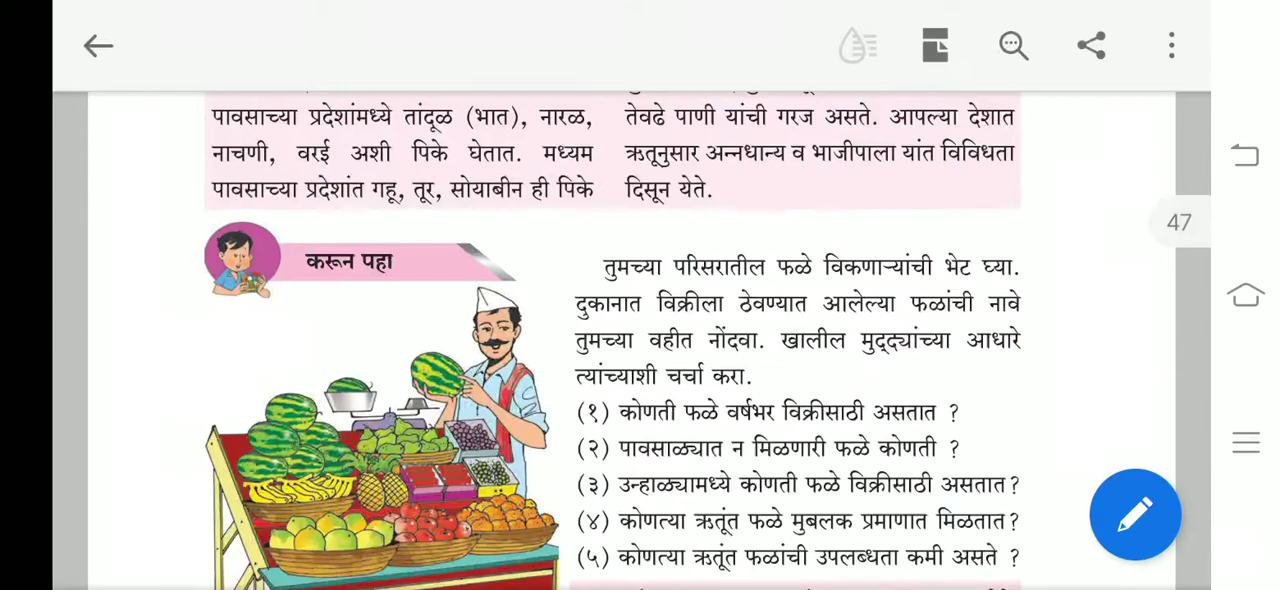 पावसाच्या प्रदेशांमध्ये तांदूळ (भात), नारळ,
नाचणी, वरई अशी पिके घेतात. मध्यम
पावसाच्या प्रदेशांत गहू, तूर, सोयाबीन ही पिके
तेवढे पाणी यांची गरज असते. आपल्या देशात
ऋतूनुसार अन्नधान्य व भाजीपाला यांत विविधता
दिसून येते.
47
करून पहा
तुमच्या परिसरातील फळे विकणाऱ्यांची भेट घ्या.
दुकानात विक्रीला ठेवण्यात आलेल्या फळांची नावे
तुमच्या वहीत नोंदवा. खालील मुद्द्यांच्या आधारे
त्यांच्याशी चर्चा करा.
(१) कोणती फळे वर्षभर विक्रीसाठी असतात ?
(२) पावसाळ्यात न मिळणारी फळे कोणती ?
(३) उन्हाळ्यामध्ये कोणती फळे विक्रीसाठी असतात?
(४) कोणत्या ऋतूंत फळे मुबलक प्रमाणात मिळतात?
(५) कोणत्या ऋतूंत फळांची उपलब्धता कमी असते ?